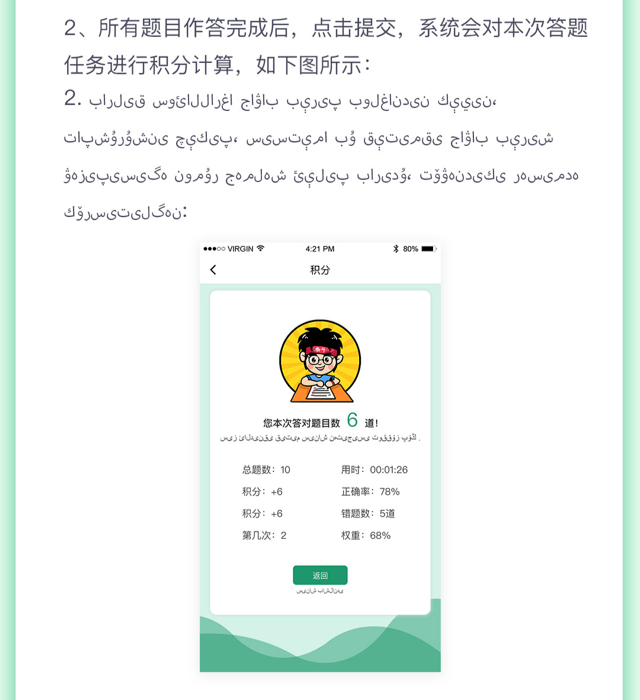 2、所有题目作答完成后，点击提交，系统会对本次答题
任务进行积分计算，如下图所示：
2. بارلىق سوئاللارغا جاۋاب بېرىپ بولغاندىن كېيىن،
تاپشۇرۇشنى چېكىپ، سىستېما بۇ قېتىمقى جاۋاب بېرىش
ۋەزىپىسىگە نومۇر جەملەش ئېلىپ بارىدۇ، تۆۋەندىكى رەسىمدە
كۆرسىتىلگەن:
VIRGIN 4:21 PM 80%
积分
您本次答对题目数 6 道！
总题数：10 用时：00:01:26
积分：+6 正确率：78%
积分：+6 错题数：5道
第几次：2 权重：68%
返回
سىناش باشلاندى